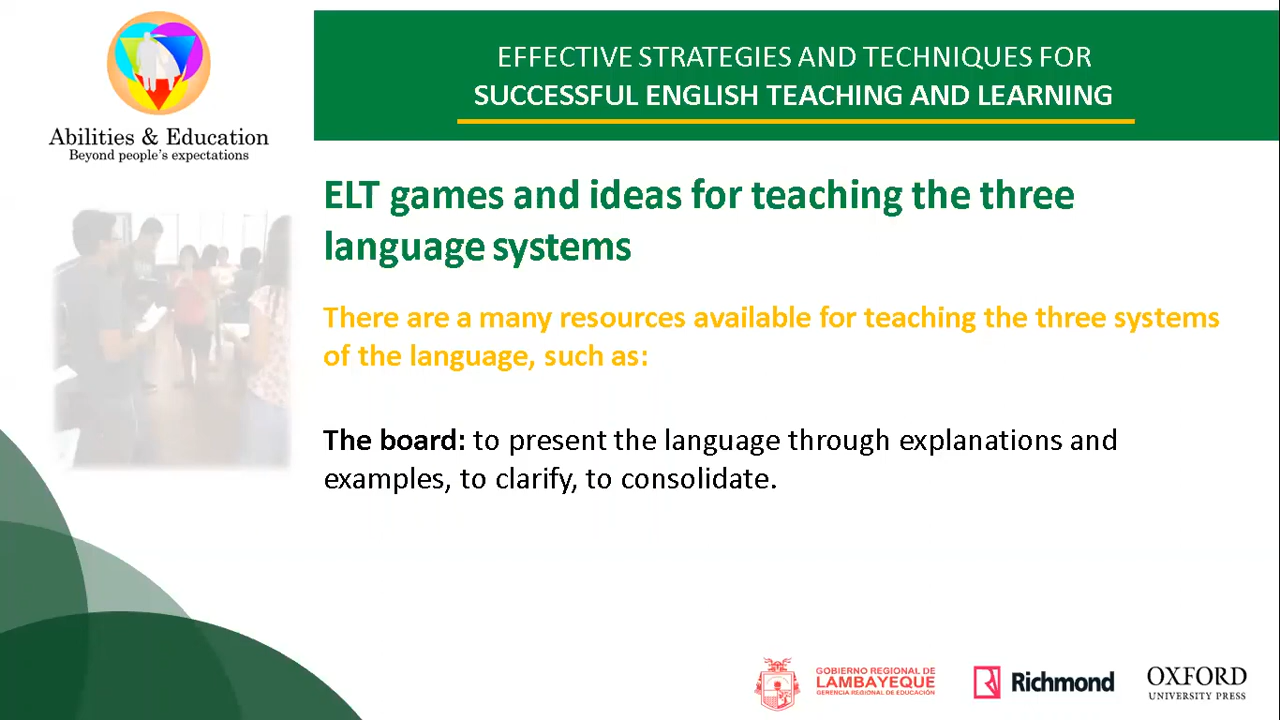 Abilities & Education
Beyond people's expectations
EFFECTIVE STRATEGIES AND TECHNIQUES FOR
SUCCESSFUL ENGLISH TEACHING AND LEARNING
ELT games and ideas for teaching the three
language systems
There are a many resources available for teaching the three systems
of the language, such as:
The board: to present the language through explanations and
examples, to clarify, to consolidate.
GOBIERNO REGIONAL DE
LAMBAYEQUE
GERENCIA REGIONAL DE EDUCACIÓN
Richmond
OXFORD
UNIVERSITY PRESS